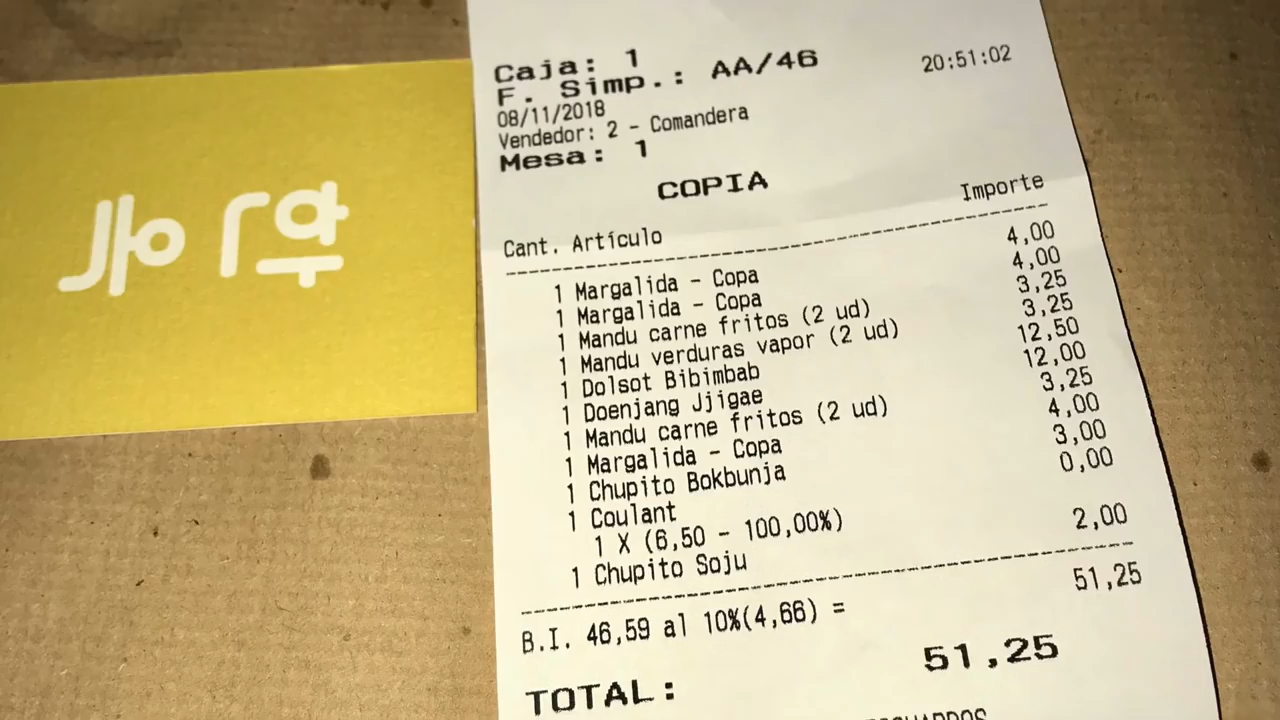 Caja: 1
F. Simp.: AA/46 20:51:02
08/11/2018
Vendedor: 2 - Comandera
Mesa: 1
COPIA
Cant. Artículo Importe
1 Margalida - Copa 4,00
1 Margalida - Copa 4,00
1 Mandu carne fritos (2 ud) 3,25
1 Mandu verduras vapor (2 ud) 3,25
1 Dolsot Bibimbab 12,50
1 Doenjang Jjigae 12,00
1 Mandu carne fritos (2 ud) 3,25
1 Margalida - Copa 4,00
1 Chupito Bokbunja 3,00
1 Coulant 0,00
1 X (6,50 - 100,00%)
1 Chupito Soju 2,00
B.I. 46,59 al 10%(4,66) = 51,25
TOTAL: 51,25